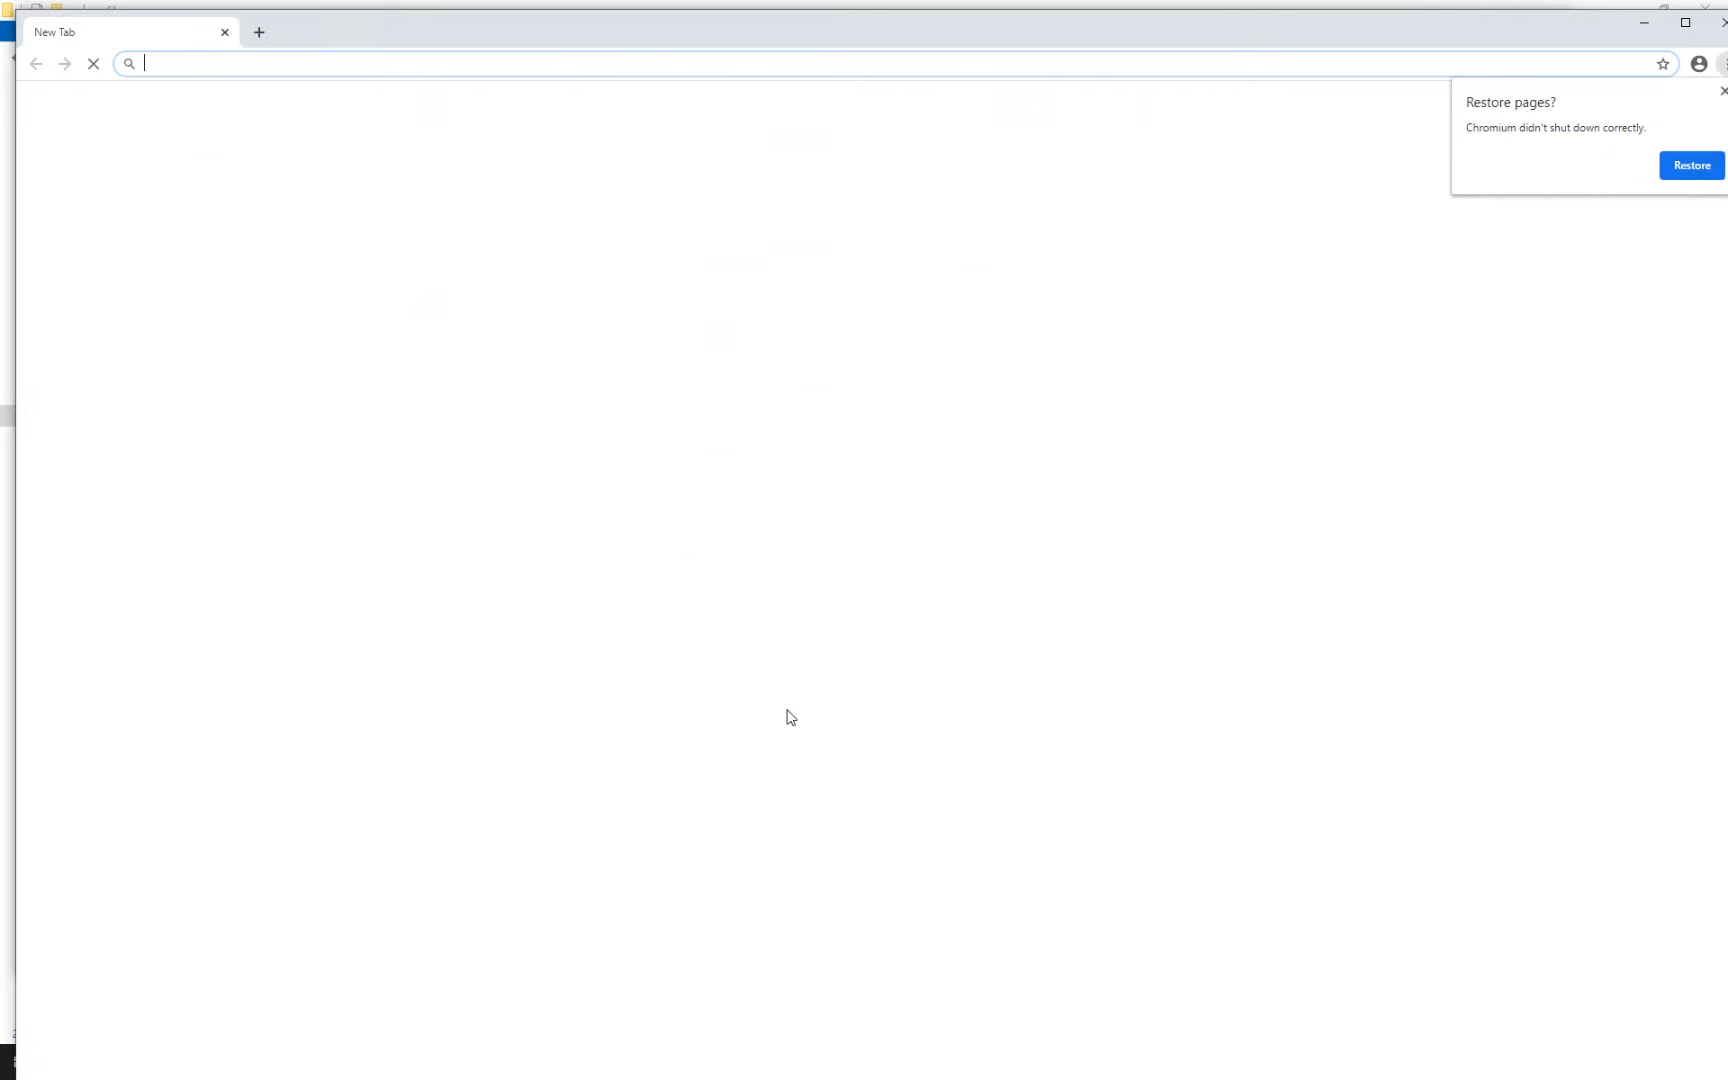 New Tab
Restore pages?
Chromium didn't shut down correctly.
Restore